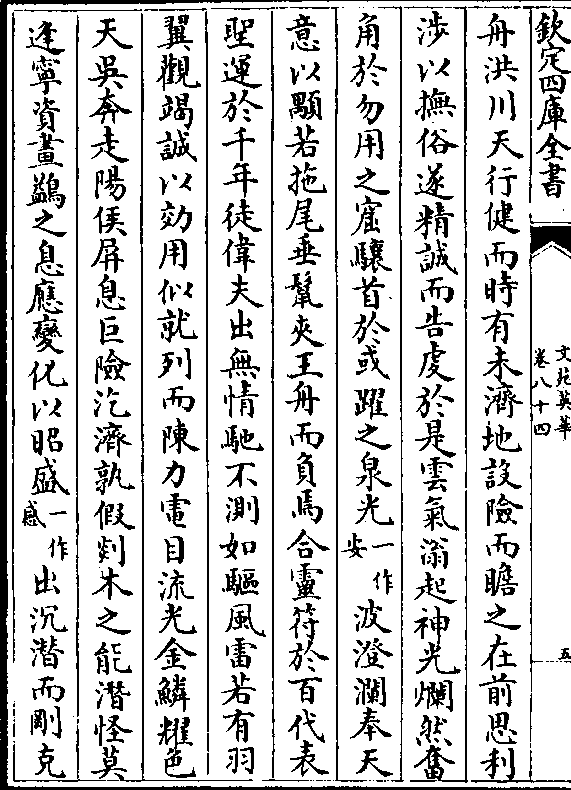 欽定四庫全書
文苑英華
卷八十四
五
舟洪川天行健而時有未濟地設險而瞻之在前思利
涉以撫俗遂精誠而告虔於是雲氣滃起神光爛然奮
角於勿用之窟驤首於或躍之泉光一作安波澄瀾奉天
意以顒若拖尾垂鬣夾王舟而負焉合靈符於百代表
聖運於千年徒偉夫出無情馳不測如驅風雷若有羽
翼觀竭誠以効用似就列而陳力電目流光金鱗耀色
天吳奔走陽侯屏息巨險汔濟孰假剡木之能潛怪莫
逢寧資畫鷁之息應變化以昭盛一作感出沉潛而剛克